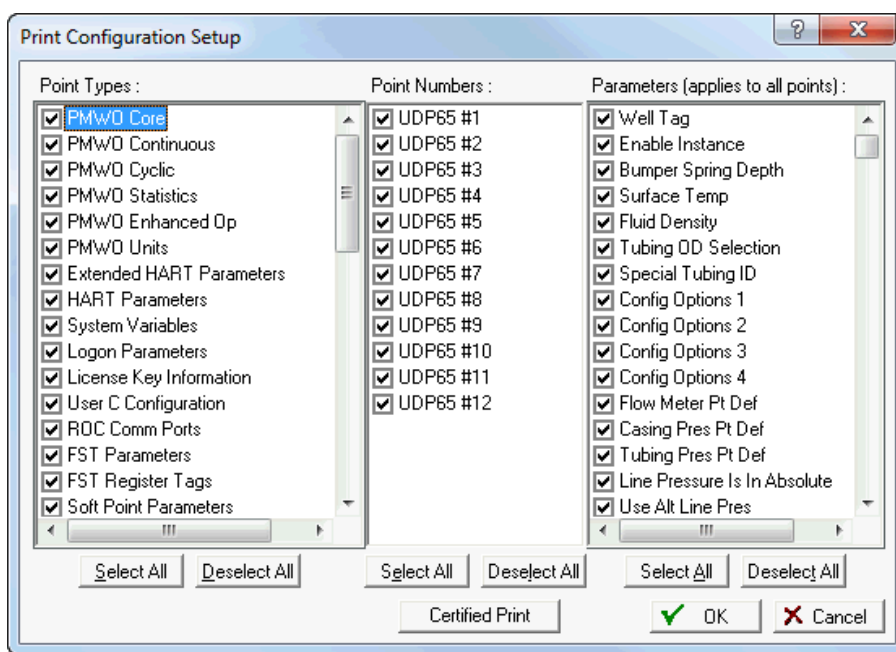 Print Configuration Setup
?
X
Point Types :
PMWO Core
PMWO Continuous
PMWO Cyclic
PMWO Statistics
PMWO Enhanced Op
PMWO Units
Extended HART Parameters
HART Parameters
System Variables
Logon Parameters
License Key Information
User C Configuration
ROC Comm Ports
FST Parameters
FST Register Tags
Soft Point Parameters
Select All
Deselect All
Point Numbers :
UDP65 #1
UDP65 #2
UDP65 #3
UDP65 #4
UDP65 #5
UDP65 #6
UDP65 #7
UDP65 #8
UDP65 #9
UDP65 #10
UDP65 #11
UDP65 #12
Select All
Deselect All
Parameters (applies to all points) :
Well Tag
Enable Instance
Bumper Spring Depth
Surface Temp
Fluid Density
Tubing OD Selection
Special Tubing ID
Config Options 1
Config Options 2
Config Options 3
Config Options 4
Flow Meter Pt Def
Casing Pres Pt Def
Tubing Pres Pt Def
Line Pressure Is In Absolute
Use Alt Line Pres
Select All
Deselect All
Certified Print
OK
Cancel